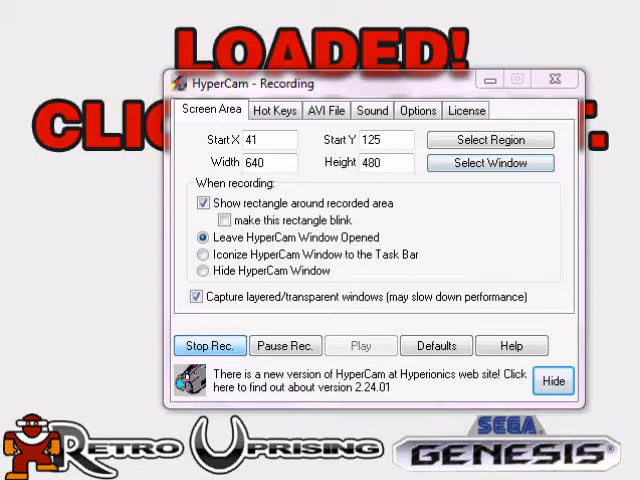 LOADED!
HyperCam - Recording
CLIC
T.
Screen Area
Hot Keys
AVI File
Sound
Options
License
Start X 41
Start Y 125
Select Region
Width 640
Height 480
Select Window
When recording:
Show rectangle around recorded area
make this rectangle blink
Leave HyperCam Window Opened
Iconize HyperCam Window to the Task Bar
Hide HyperCam Window
Capture layered/transparent windows (may slow down performance)
Stop Rec.
Pause Rec.
Play
Defaults
Help
There is a new version of HyperCam at Hyperionics web site! Click
here to find out about version 2.24.01
Hide
RETRO UPRISING
SEGA
GENESIS